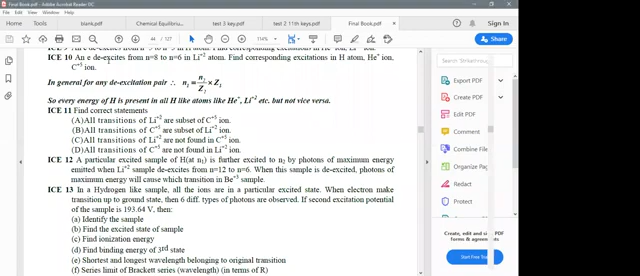 Final Book.pdf - Adobe Acrobat Reader DC
Home
Tools
blank.pdf
Chemical Equilibr...
test 3 key.pdf
test 2 11th keys.pdf
Final Book.pdf
Sign In
44 / 127
114%
ICE 10 An e de-excites from n=8 to n=6 in Li+2 atom. Find corresponding excitations in H atom, He+ ion,
C+5 ion.
In general for any de-excitation pair ∴ n1 = n2/Z2 × Z1
So every energy of H is present in all H like atoms like He+, Li+2 etc. but not vice versa.
ICE 11 Find correct statements
(A) All transitions of Li+2 are subset of C+5 ion.
(B) All transitions of C+5 are subset of Li+2 ion.
(C) All transitions of Li+2 are not found in C+5 ion.
(D) All transitions of C+5 are not found in Li+2 ion.
ICE 12 A particular excited sample of H(at n1) is further excited to n2 by photons of maximum energy
emitted when Li+2 sample de-excites from n=12 to n=6. When this sample is de-excited, photons of
maximum energy will cause which transition in Be+3 sample.
ICE 13 In a Hydrogen like sample, all the ions are in a particular excited state. When electron make
transition up to ground state, then 6 diff. types of photons are observed. If second excitation potential
of the sample is 193.64 V, then:
(a) Identify the sample
(b) Find the excited state of sample
(c) Find ionization energy
(d) Find binding energy of 3rd state
(e) Shortest and longest wavelength belonging to original transition
(f) Series limit of Brackett series (wavelength) (in terms of R)
Export PDF
Create PDF
Edit PDF
Comment
Combine Files
Organize Pages
Redact
Protect
Create, edit and sign PDF
forms & agreements
Start Free Trial